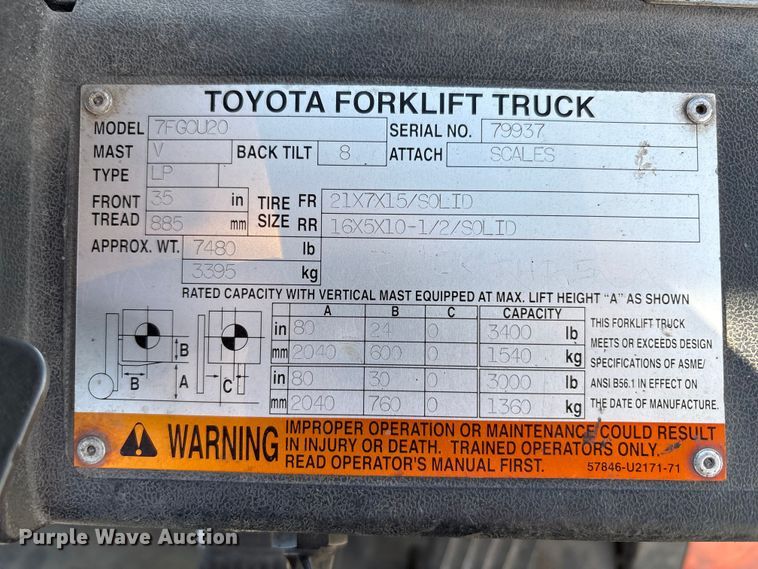 TOYOTA FORKLIFT TRUCK
MODEL 7FGCU20 SERIAL NO. 79937
MAST V BACK TILT 8 ATTACH SCALES
TYPE LP
FRONT TREAD 35 in TIRE SIZE FR 21X7X15/SOLID
885 mm RR 16X5X10-1/2/SOLID
APPROX. WT. 7480 lb
3395 kg
RATED CAPACITY WITH VERTICAL MAST EQUIPPED AT MAX. LIFT HEIGHT "A" AS SHOWN
A B C CAPACITY
in 80 24 0 3400 lb
mm 2040 600 0 1540 kg
in 80 30 0 3000 lb
mm 2040 760 0 1360 kg
B
B A C
THIS FORKLIFT TRUCK
MEETS OR EXCEEDS DESIGN
SPECIFICATIONS OF ASME/
ANSI B56.1 IN EFFECT ON
THE DATE OF MANUFACTURE.
WARNING
IMPROPER OPERATION OR MAINTENANCE COULD RESULT
IN INJURY OR DEATH. TRAINED OPERATORS ONLY.
READ OPERATOR'S MANUAL FIRST. 57846-U2171-71
Purple Wave Auction